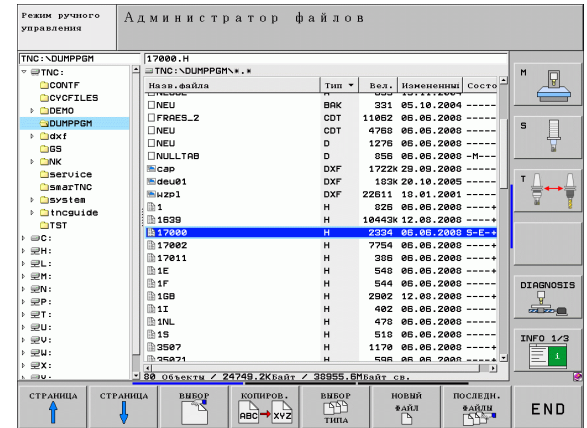 Режим ручного
управления
Администратор файлов
TNC:\DUMPPGM
17000.H
TNC:
CONTF
CYCFILES
DEMO
DUMPPGM
dxf
GS
NK
service
smarTNC
system
tncguide
TST
C:
H:
L:
M:
N:
P:
T:
U:
V:
W:
X:
TNC:\DUMPPGM\*.*
Назв.файла Тип Вел. Измененны Состо
NEU BAK 331 05.10.2004 -----
FRAES_2 CDT 11062 06.06.2008 -----
NEU CDT 4768 06.06.2008 -----
NEU D 1276 06.06.2008 -----
NULLTAB D 856 06.06.2008 -M---
cap DXF 1722K 29.09.2008 -----
deu01 DXF 183K 20.10.2005 -----
wzpl DXF 22611 18.01.2001 -----
1 H 826 06.06.2008 ----+
1639 H 10443K 12.08.2008 ----+
17000 H 2334 06.06.2008 S-E-+
17002 H 7754 06.06.2008 ----+
17011 H 386 06.06.2008 ----+
1E H 548 06.06.2008 ----+
1F H 544 06.06.2008 ----+
1GB H 2902 12.08.2008 ----+
1I H 402 06.06.2008 ----+
1NL H 478 06.06.2008 ----+
1S H 518 06.06.2008 ----+
3507 H 1170 06.06.2008 ----+
35071 H 596 06.06.2008 ----+
80 Объекты / 24749.2KБайт / 38955.6MБайт св.
M
S
T
DIAGNOSIS
INFO 1/3
СТРАНИЦА
СТРАНИЦА
ВЫБОР
КОПИРОВ.
ABC XYZ
ВЫБОР
ТИПА
НОВЫЙ
ФАЙЛ
ПОСЛЕДН.
ФАЙЛЫ
END